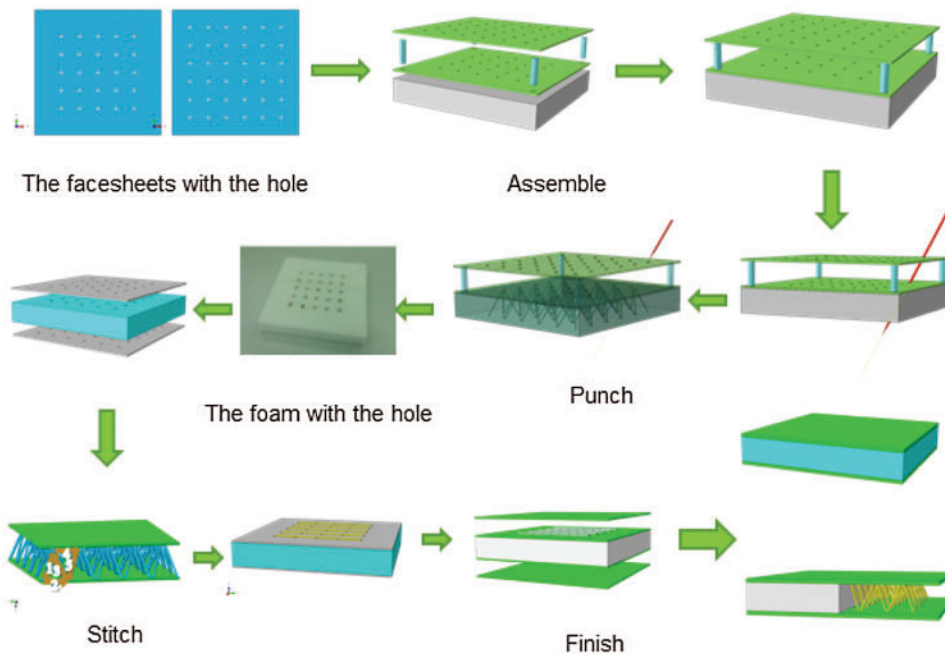 The facesheets with the hole
Assemble
Punch
The foam with the hole
Stitch
Finish